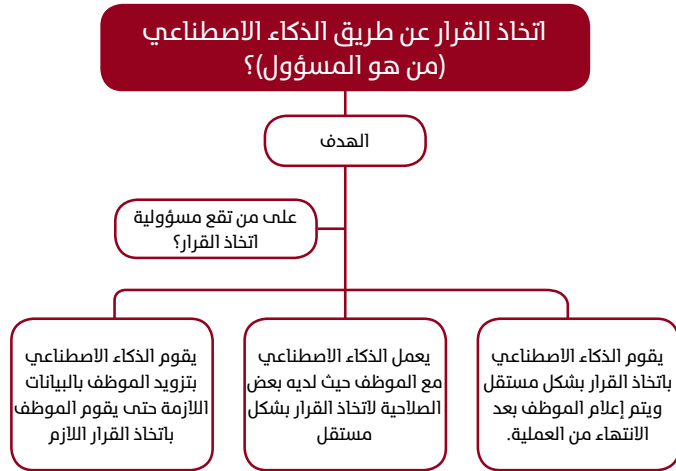 اتخاذ القرار عن طريق الذكاء الاصطناعي
(من هو المسؤول)؟
الهدف
على من تقع مسؤولية
اتخاذ القرار؟
يقوم الذكاء الاصطناعي
باتخاذ القرار بشكل مستقل
ويتم إعلام الموظف بعد
الانتهاء من العملية.
يعمل الذكاء الاصطناعي
مع الموظف حيث لديه بعض
الصلاحية لاتخاذ القرار بشكل
مستقل
يقوم الذكاء الاصطناعي
بتزويد الموظف بالبيانات
اللازمة حتى يقوم الموظف
باتخاذ القرار اللازم